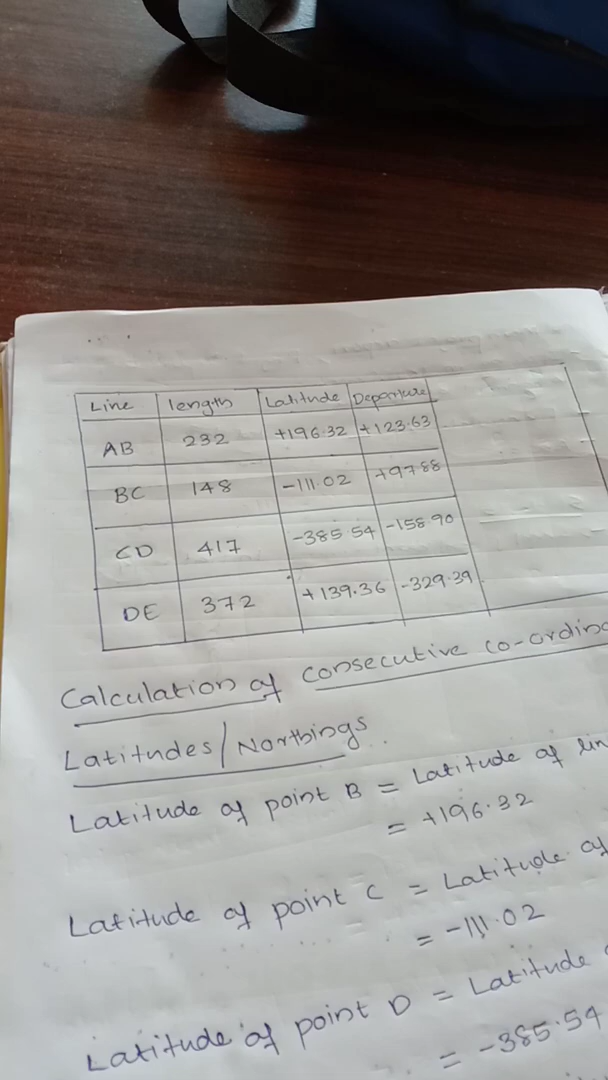 Line length Latitude Departure
AB 232 +196.32 +123.63
BC 148 -111.02 +97.88
CD 417 -385.54 -158.90
DE 372 +139.36 -329.39
Calculation of consecutive co-ordin
Latitudes/Northings
Latitude of point B = Latitude of lin
= +196.32
Latitude of point C = Latitude of
= -111.02
Latitude of point D = Latitude
= -385.54